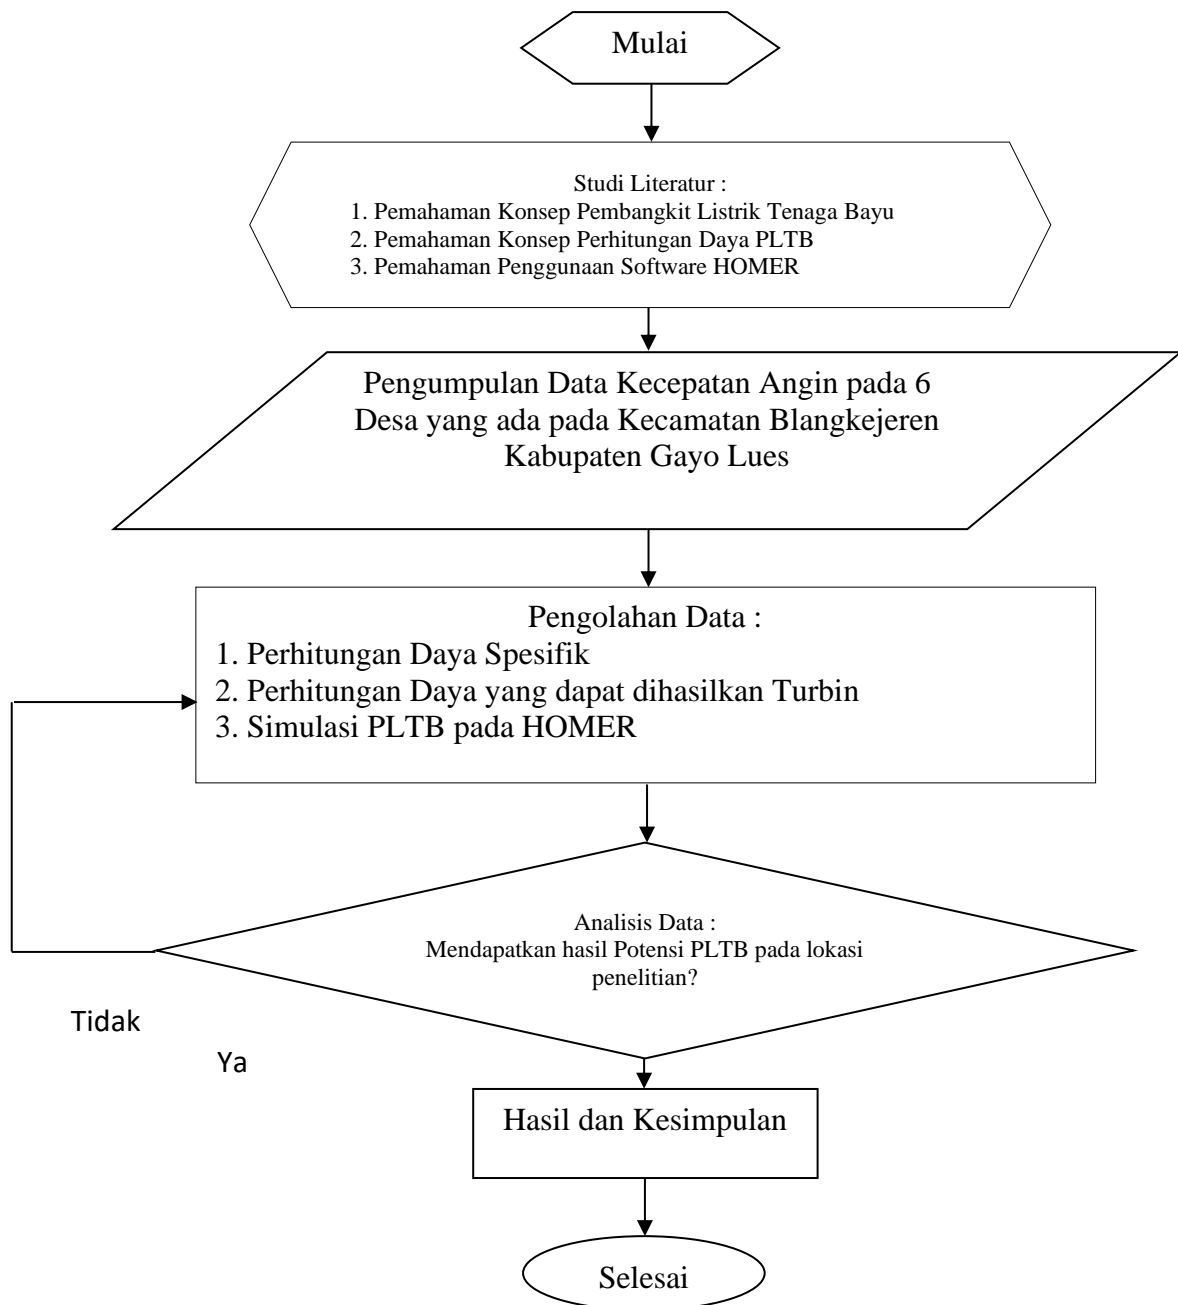 Mulai
Studi Literatur :
1. Pemahaman Konsep Pembangkit Listrik Tenaga Bayu
2. Pemahaman Konsep Perhitungan Daya PLTB
3. Pemahaman Penggunaan Software HOMER
Pengumpulan Data Kecepatan Angin pada 6
Desa yang ada pada Kecamatan Blangkejeren
Kabupaten Gayo Lues
Pengolahan Data :
1. Perhitungan Daya Spesifik
2. Perhitungan Daya yang dapat dihasilkan Turbin
3. Simulasi PLTB pada HOMER
Analisis Data :
Mendapatkan hasil Potensi PLTB pada lokasi
penelitian?
Tidak
Ya
Hasil dan Kesimpulan
Selesai